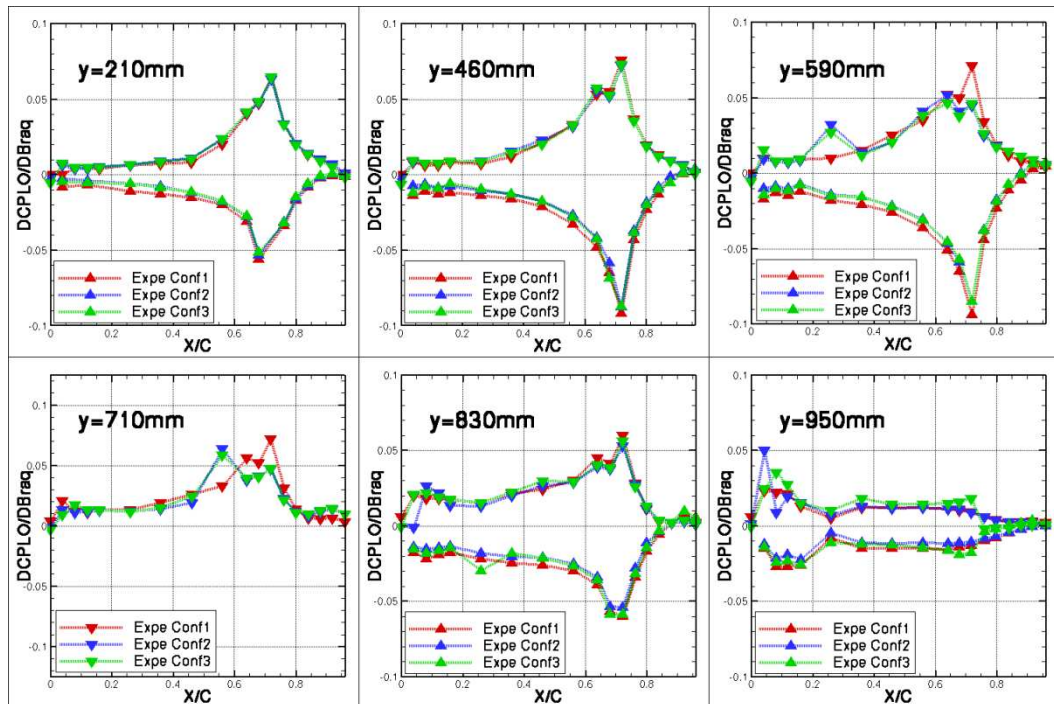 0.1
y=210mm
0.05
DCPLO/DBraq
0
-0.05
Expe Conf1
Expe Conf2
Expe Conf3
-0.1
0 0.2 0.4 0.6 0.8
X/C
0.1
y=460mm
0.05
DCPLO/DBraq
0
-0.05
Expe Conf1
Expe Conf2
Expe Conf3
-0.1
0 0.2 0.4 0.6 0.8
X/C
0.1
y=590mm
0.05
DCPLO/DBraq
0
-0.05
Expe Conf1
Expe Conf2
Expe Conf3
-0.1
0 0.2 0.4 0.6 0.8
X/C
0.1
y=710mm
0.05
DCPLO/DBraq
0
-0.05
-0.1
Expe Conf1
Expe Conf2
Expe Conf3
0 0.2 0.4 0.6 0.8
X/C
0.1
y=830mm
0.05
DCPLO/DBraq
0
-0.05
Expe Conf1
Expe Conf2
Expe Conf3
-0.1
0 0.2 0.4 0.6 0.8
X/C
0.1
y=950mm
0.05
DCPLO/DBraq
0
-0.05
Expe Conf1
Expe Conf2
Expe Conf3
-0.1
0 0.2 0.4 0.6 0.8
X/C